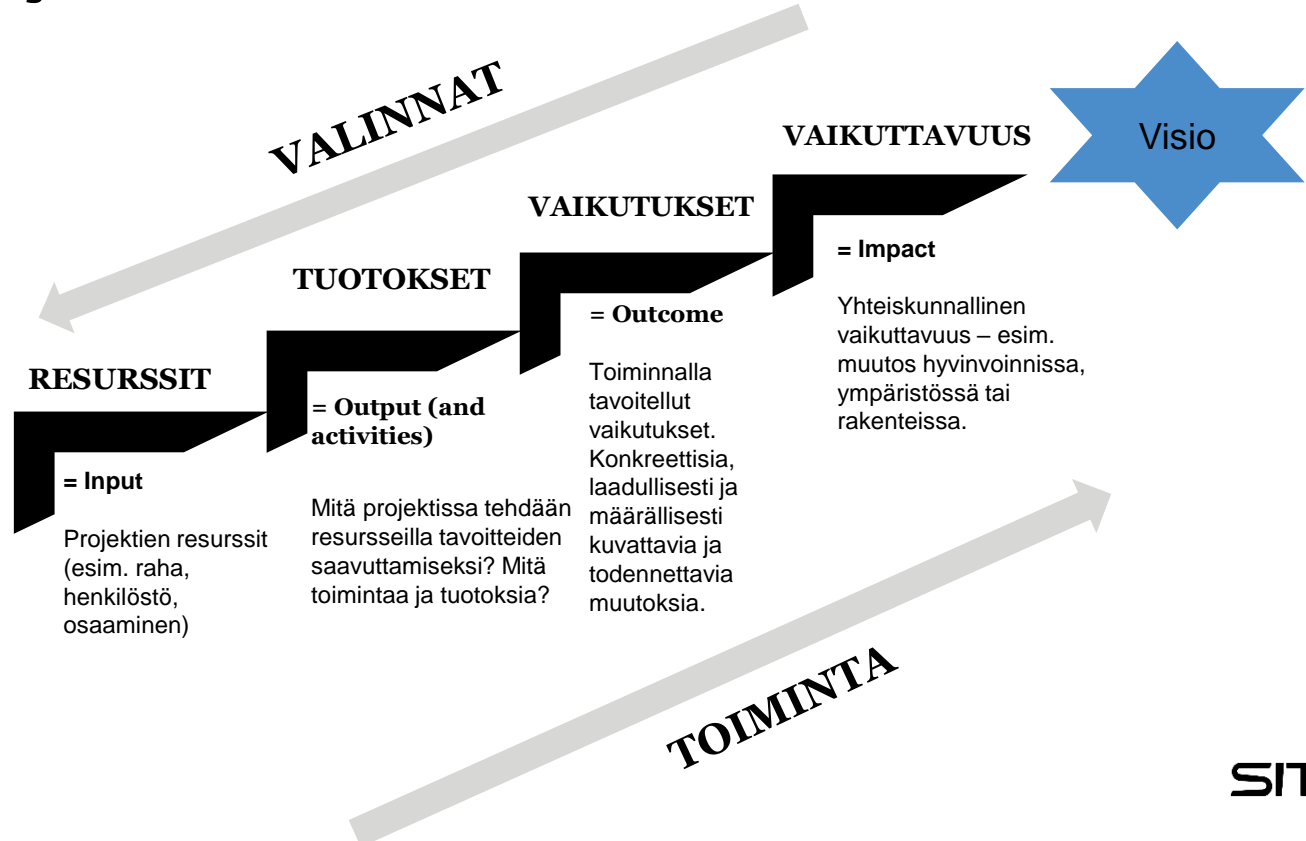 VALINNAT
VAIKUTTAVUUS
Visio
VAIKUTUKSET
= Impact
Yhteiskunnallinen
vaikuttavuus – esim.
muutos hyvinvoinnissa,
ympäristössä tai
rakenteissa.
TUOTOKSET
= Outcome
Toiminnalla
tavoitellut
vaikutukset.
Konkreettisia,
laadullisesti ja
määrällisesti
kuvattavia ja
todennettavia
muutoksia.
RESURSSIT
= Output (and
activities)
Mitä projektissa tehdään
resursseilla tavoitteiden
saavuttamiseksi? Mitä
toimintaa ja tuotoksia?
= Input
Projektien resurssit
(esim. raha,
henkilöstö,
osaaminen)
TOIMINTA